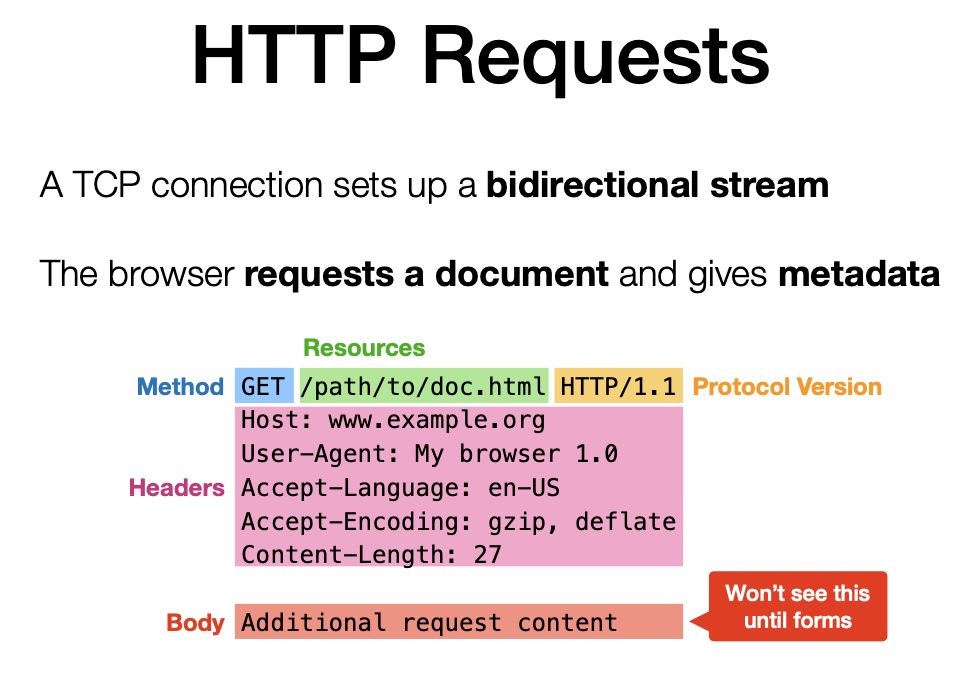 HTTP Requests
A TCP connection sets up a bidirectional stream
The browser requests a document and gives metadata
Resources
Method GET /path/to/doc.html HTTP/1.1 Protocol Version
Host: www.example.org
User-Agent: My browser 1.0
Headers Accept-Language: en-US
Accept-Encoding: gzip, deflate
Content-Length: 27
Won’t see this
until forms
Body Additional request content